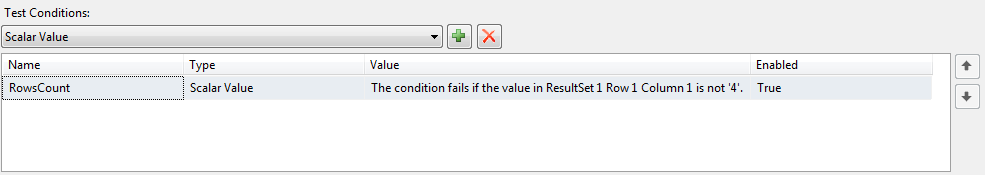 Test Conditions:
Scalar Value
Name Type Value Enabled
RowsCount Scalar Value The condition fails if the value in ResultSet 1 Row 1 Column 1 is not '4'. True